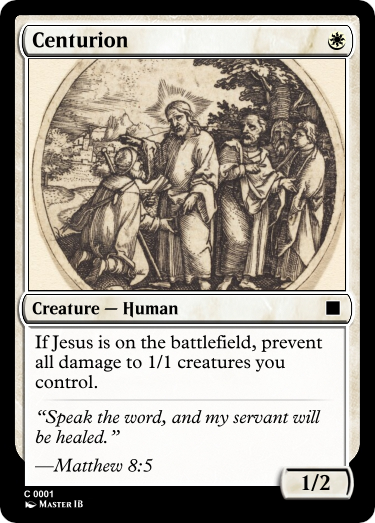 Centurion
Creature — Human
If Jesus is on the battlefield, prevent
all damage to 1/1 creatures you
control.
“Speak the word, and my servant will
be healed.”
—Matthew 8:5
1/2
C 0001
Master IB